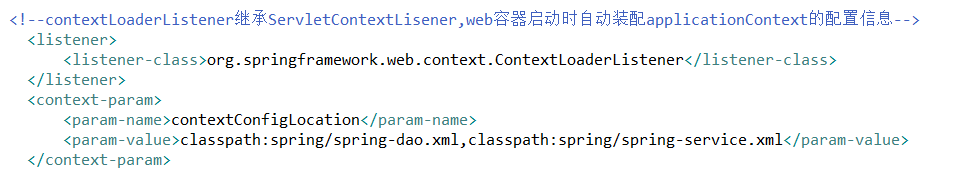 <!--contextLoaderListener继承ServletContextLisener,web容器启动时自动装配applicationContext的配置信息-->
<listener>
<listener-class>org.springframework.web.context.ContextLoaderListener</listener-class>
</listener>
<context-param>
<param-name>contextConfigLocation</param-name>
<param-value>classpath:spring/spring-dao.xml,classpath:spring/spring-service.xml</param-value>
</context-param>